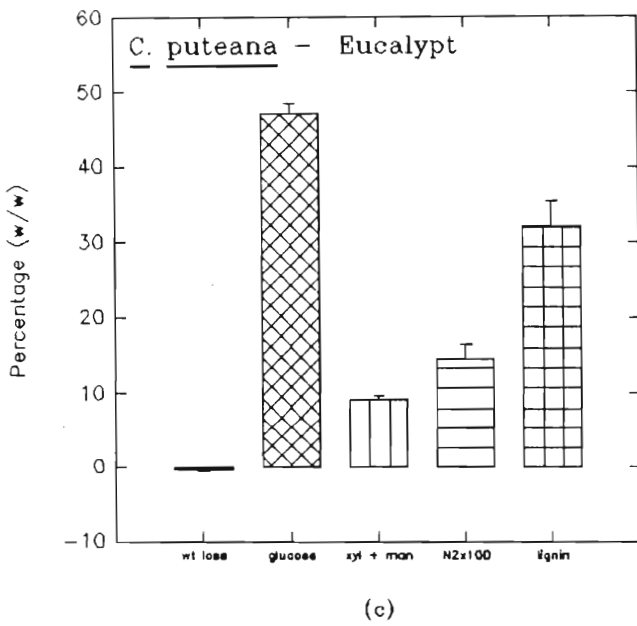 60
C. puteana - Eucalypt
50
40
30
20
10
0
-10
Percentage (w/w)
wt loss glucose xyl + man N2x100 lignin
(c)